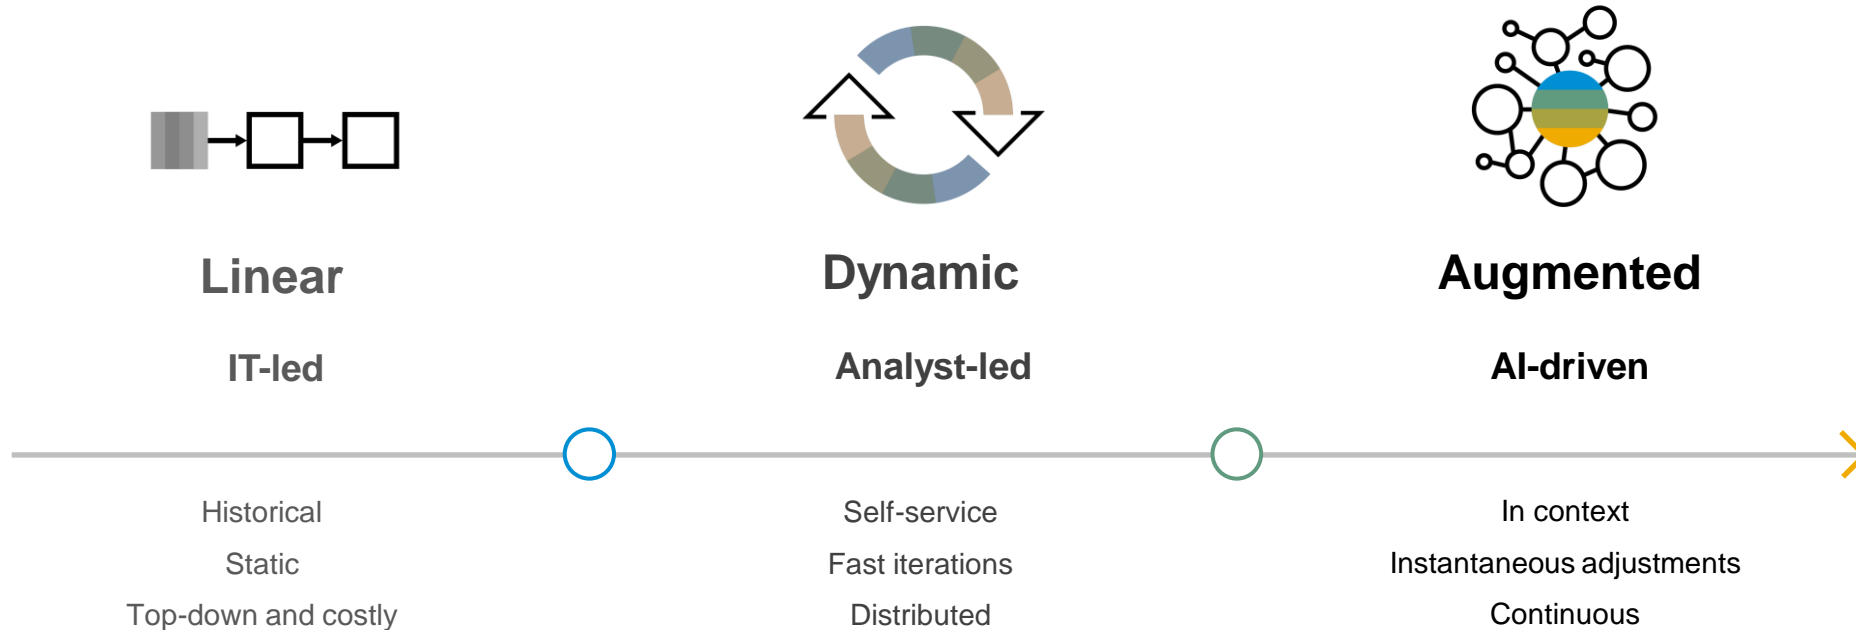 Linear
Dynamic
Augmented
IT-led
Analyst-led
AI-driven
Historical
Self-service
In context
Static
Fast iterations
Instantaneous adjustments
Top-down and costly
Distributed
Continuous